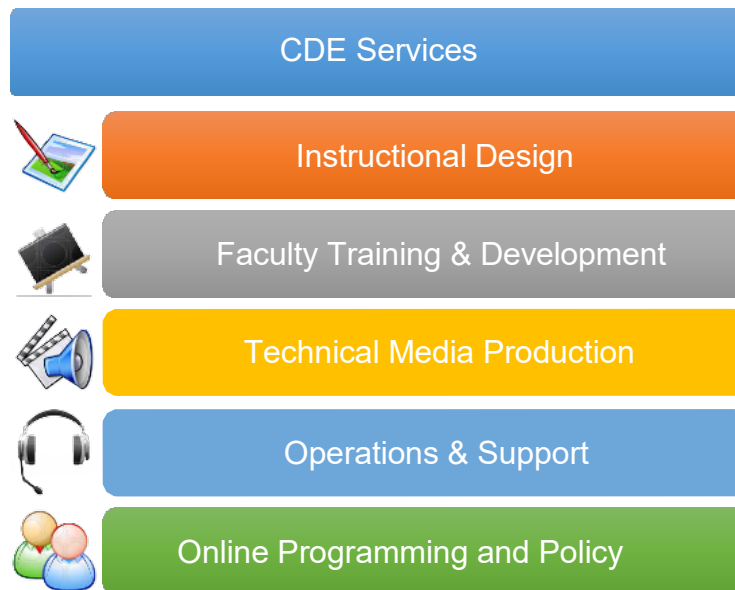 CDE Services
Instructional Design
Faculty Training & Development
Technical Media Production
Operations & Support
Online Programming and Policy